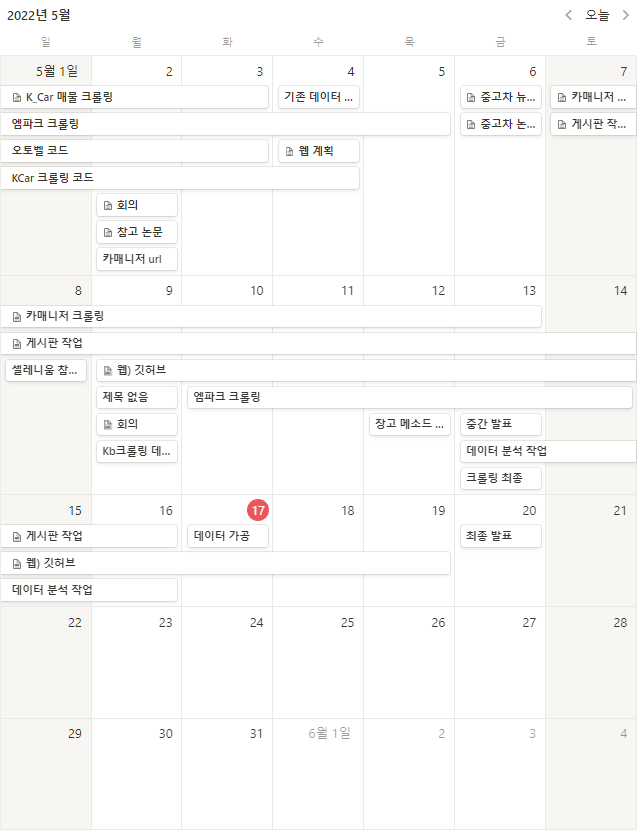 2022년 5월
오늘
일 월 화 수 목 금 토
5월 1일 2 3 4 5 6 7
K_Car 매물 크롤링 기존 데이터 ... 중고차 뉴... 카매니저 ...
엠파크 크롤링 중고차 논... 게시판 작...
오토벨 코드 웹 계획
KCar 크롤링 코드
회의
참고 논문
카매니저 url
8 9 10 11 12 13 14
카매니저 크롤링
게시판 작업
셀레니움 참... 웹) 깃허브
제목 없음 엠파크 크롤링
회의 장고 메소드 ... 중간 발표
Kb크롤링 데... 데이터 분석 작업
크롤링 최종
15 16 17 18 19 20 21
게시판 작업 데이터 가공 최종 발표
웹) 깃허브
데이터 분석 작업
22 23 24 25 26 27 28
29 30 31 6월 1일 2 3 4